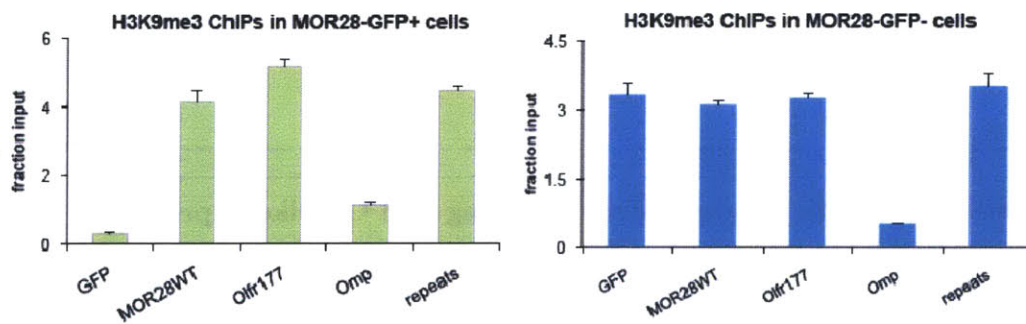 H3K9me3 ChIPs in MOR28-GFP+ cells
fraction input
6
4
2
0
GFP
MOR28WT
Olfr177
Omp
repeats
H3K9me3 ChIPs in MOR28-GFP- cells
fraction input
4.5
3
1.5
0
GFP
MOR28WT
Olfr177
Omp
repeats